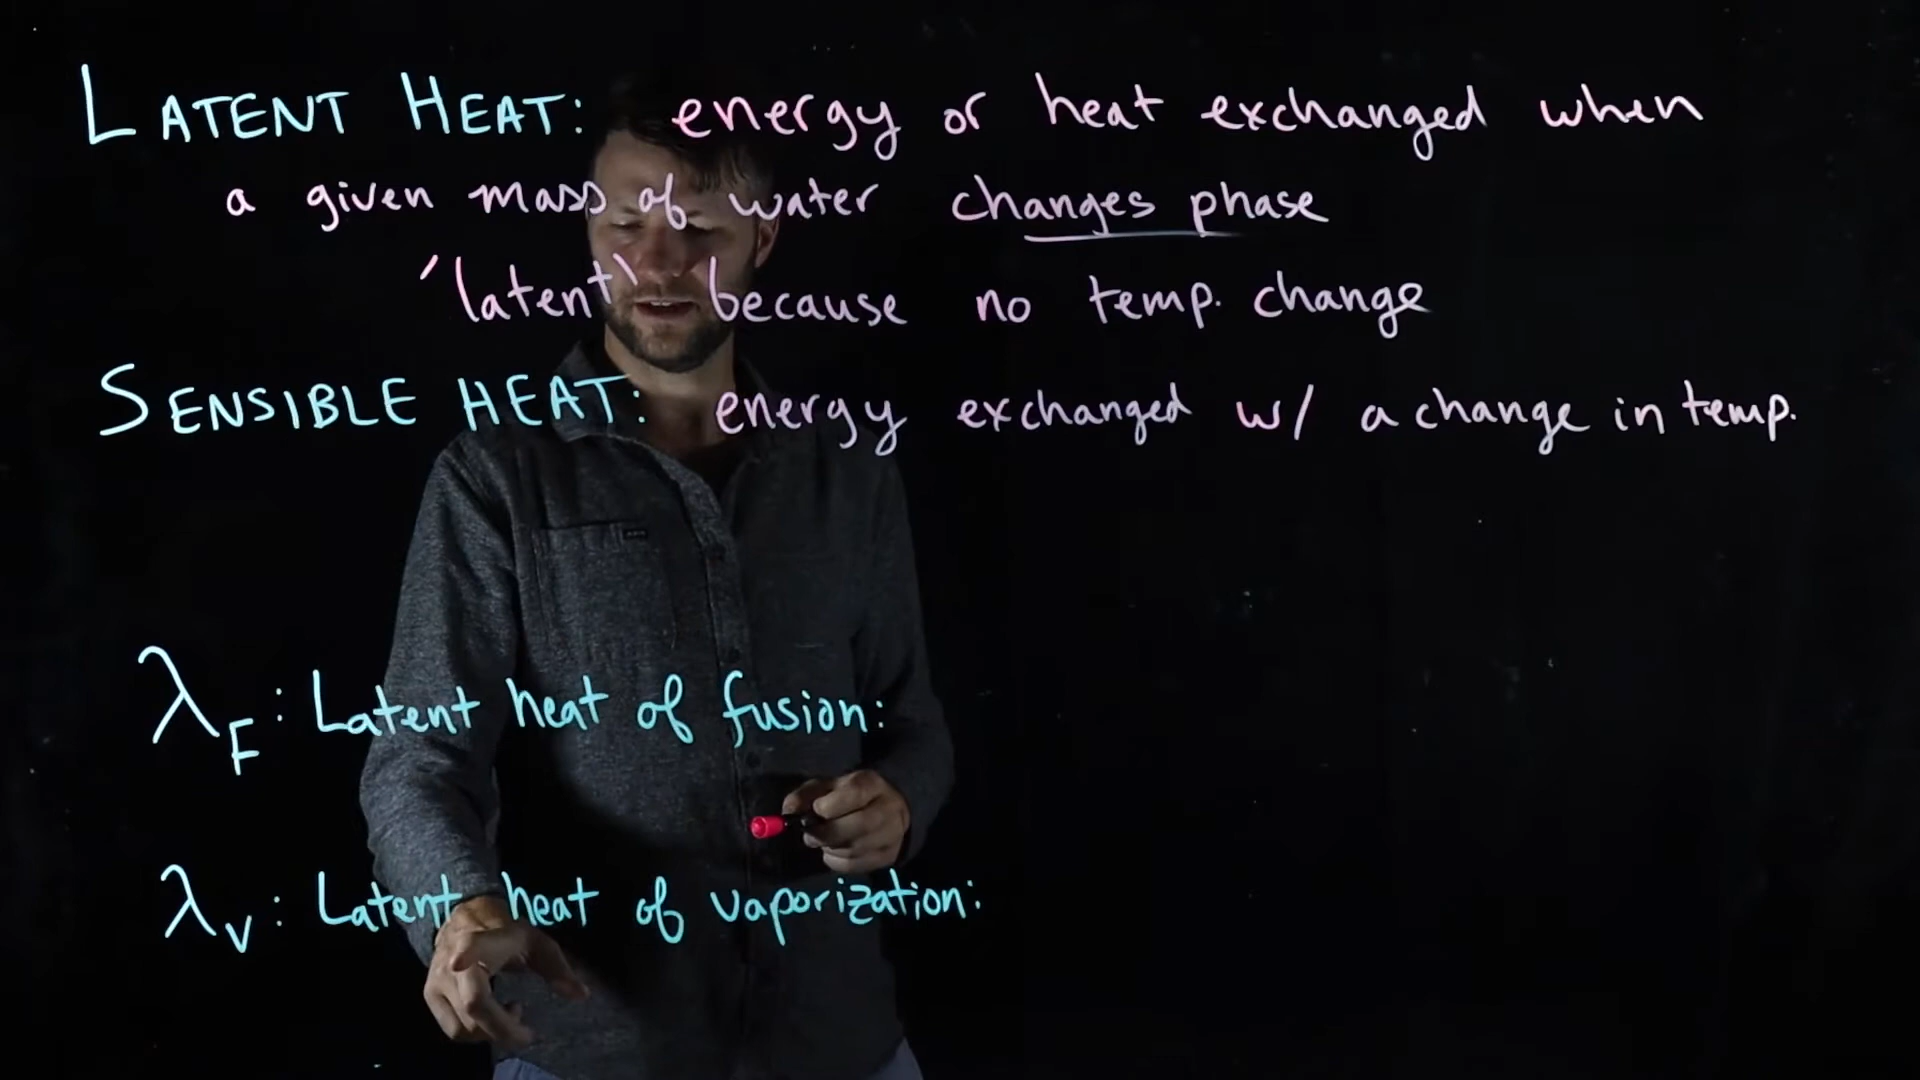 LATENT HEAT: energy or heat exchanged when
a given mass of water changes phase
'latent' because no temp. change
SENSIBLE HEAT: energy exchanged w/ a change in temp.
λF: Latent heat of fusion:
λV: Latent heat of vaporization: